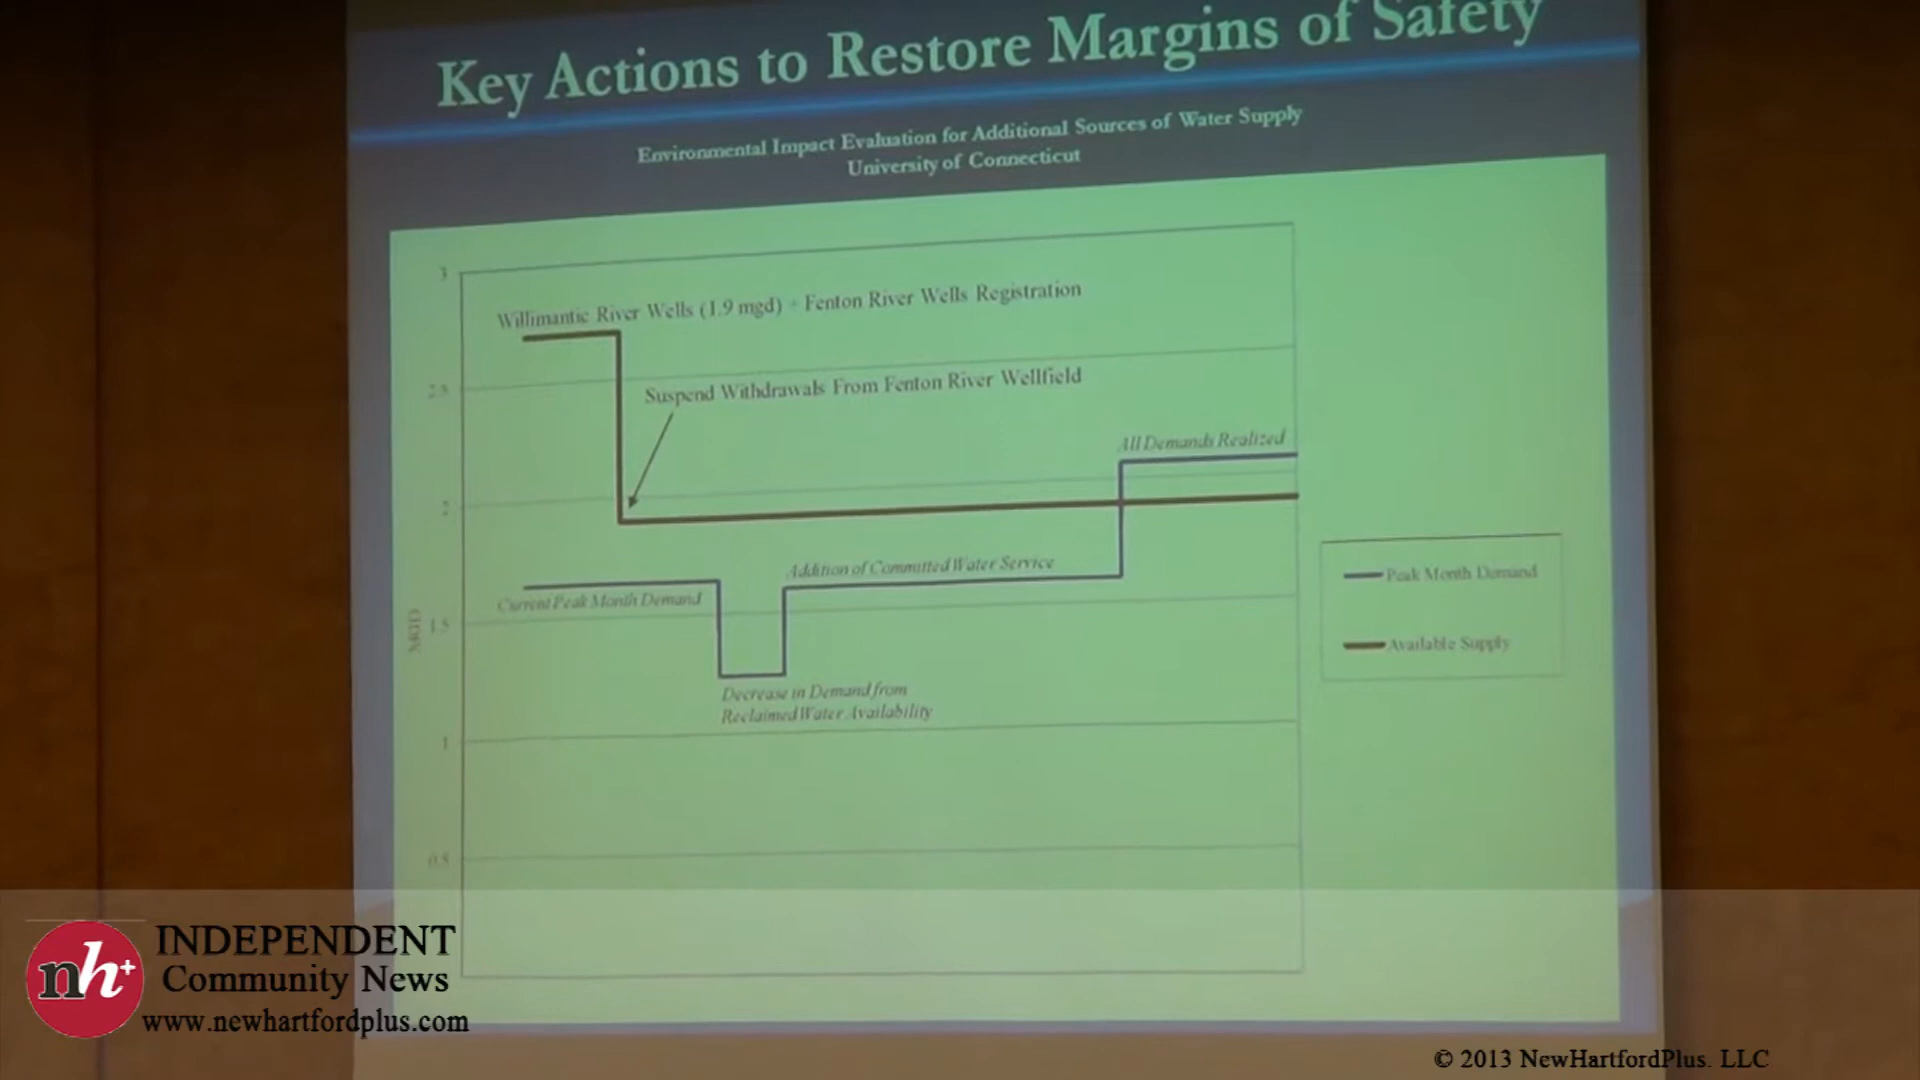 Key Actions to Restore Margins of Safety
Environmental Impact Evaluation for Additional Sources of Water Supply
University of Connecticut
3
Willimantic River Wells (1.9 mgd) + Fenton River Wells Registration
2.5
Suspend Withdrawals From Fenton River Wellfield
All Demands Realized
2
Addition of Committed Water Service
Current Peak Month Demand
MGD
1.5
Peak Month Demand
Available Supply
Decrease in Demand from
Reclaimed Water Availability
1
0.5
nh+
INDEPENDENT
Community News
www.newhartfordplus.com
© 2013 NewHartfordPlus. LLC